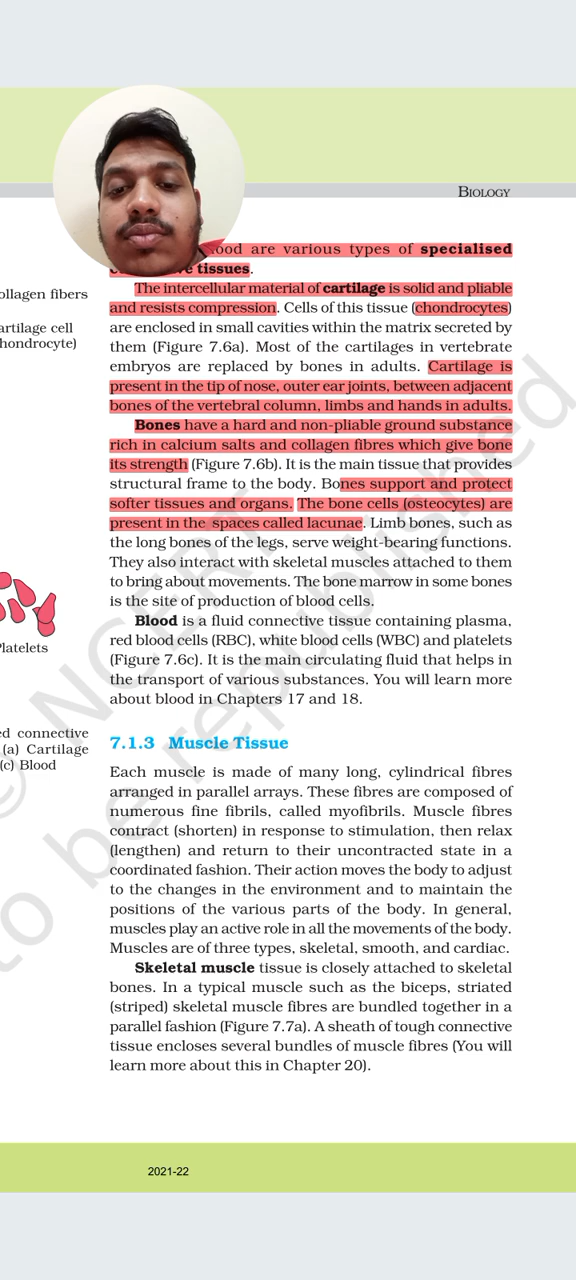 BIOLOGY
ood are various types of specialised
ve tissues.
The intercellular material of cartilage is solid and pliable
and resists compression. Cells of this tissue (chondrocytes)
are enclosed in small cavities within the matrix secreted by
them (Figure 7.6a). Most of the cartilages in vertebrate
embryos are replaced by bones in adults. Cartilage is
present in the tip of nose, outer ear joints, between adjacent
bones of the vertebral column, limbs and hands in adults.
Bones have a hard and non-pliable ground substance
rich in calcium salts and collagen fibres which give bone
its strength (Figure 7.6b). It is the main tissue that provides
structural frame to the body. Bones support and protect
softer tissues and organs. The bone cells (osteocytes) are
present in the spaces called lacunae. Limb bones, such as
the long bones of the legs, serve weight-bearing functions.
They also interact with skeletal muscles attached to them
to bring about movements. The bone marrow in some bones
is the site of production of blood cells.
Blood is a fluid connective tissue containing plasma,
red blood cells (RBC), white blood cells (WBC) and platelets
(Figure 7.6c). It is the main circulating fluid that helps in
the transport of various substances. You will learn more
about blood in Chapters 17 and 18.
7.1.3 Muscle Tissue
Each muscle is made of many long, cylindrical fibres
arranged in parallel arrays. These fibres are composed of
numerous fine fibrils, called myofibrils. Muscle fibres
contract (shorten) in response to stimulation, then relax
(lengthen) and return to their uncontracted state in a
coordinated fashion. Their action moves the body to adjust
to the changes in the environment and to maintain the
positions of the various parts of the body. In general,
muscles play an active role in all the movements of the body.
Muscles are of three types, skeletal, smooth, and cardiac.
Skeletal muscle tissue is closely attached to skeletal
bones. In a typical muscle such as the biceps, striated
(striped) skeletal muscle fibres are bundled together in a
parallel fashion (Figure 7.7a). A sheath of tough connective
tissue encloses several bundles of muscle fibres (You will
learn more about this in Chapter 20).
ollagen fibers
artilage cell
hondrocyte)
Platelets
ed connective
(a) Cartilage
(c) Blood
© NCERT
to be republished
2021-22